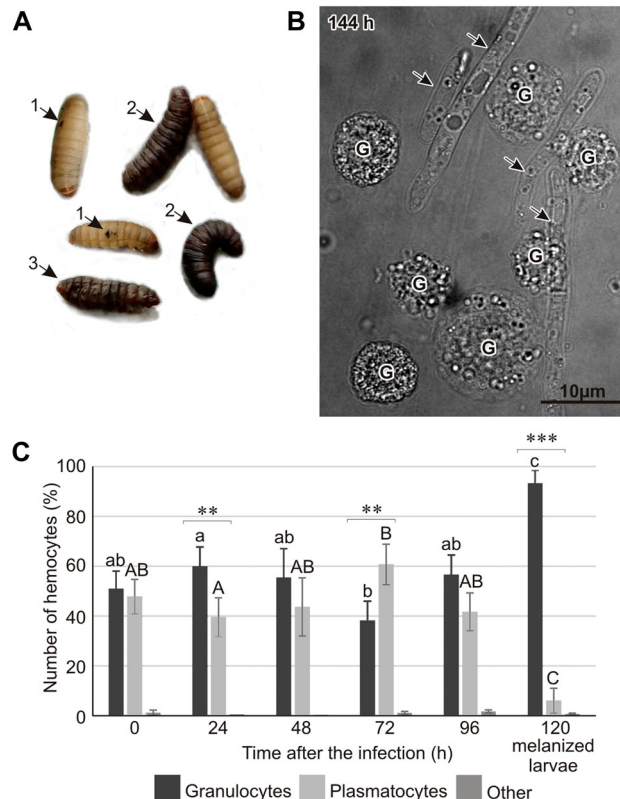 A
1
2
1
2
3
B
144 h
G
G
G
G
G
G
G
10µm
C
Number of hemocytes (%)
100
80
60
40
20
0
ab
AB
**
a
A
ab
AB
**
b
B
ab
AB
***
c
C
0
24
48
72
96
120
Time after the infection (h)
melanized
larvae
Granulocytes
Plasmatocytes
Other